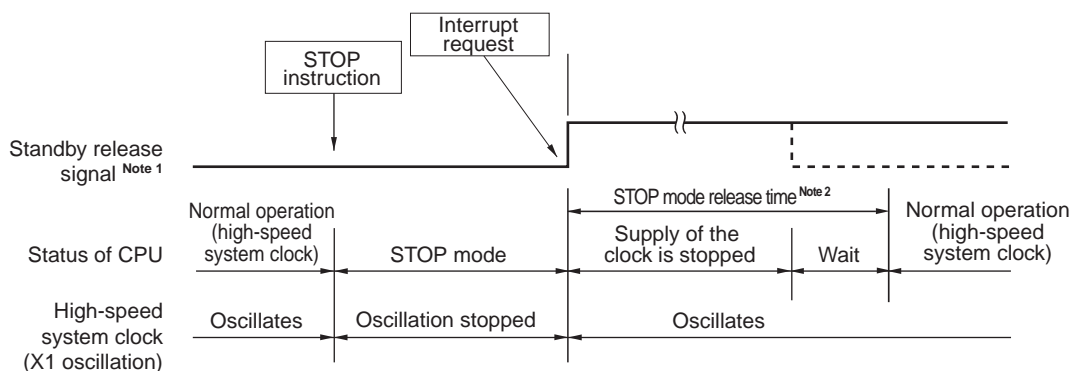 Interrupt
request
STOP
instruction
Standby release
signal Note 1
STOP mode release time Note 2
Normal operation
(high-speed
system clock)
Status of CPU
STOP mode
Supply of the
clock is stopped
Wait
Normal operation
(high-speed
system clock)
High-speed
system clock
(X1 oscillation)
Oscillates
Oscillation stopped
Oscillates